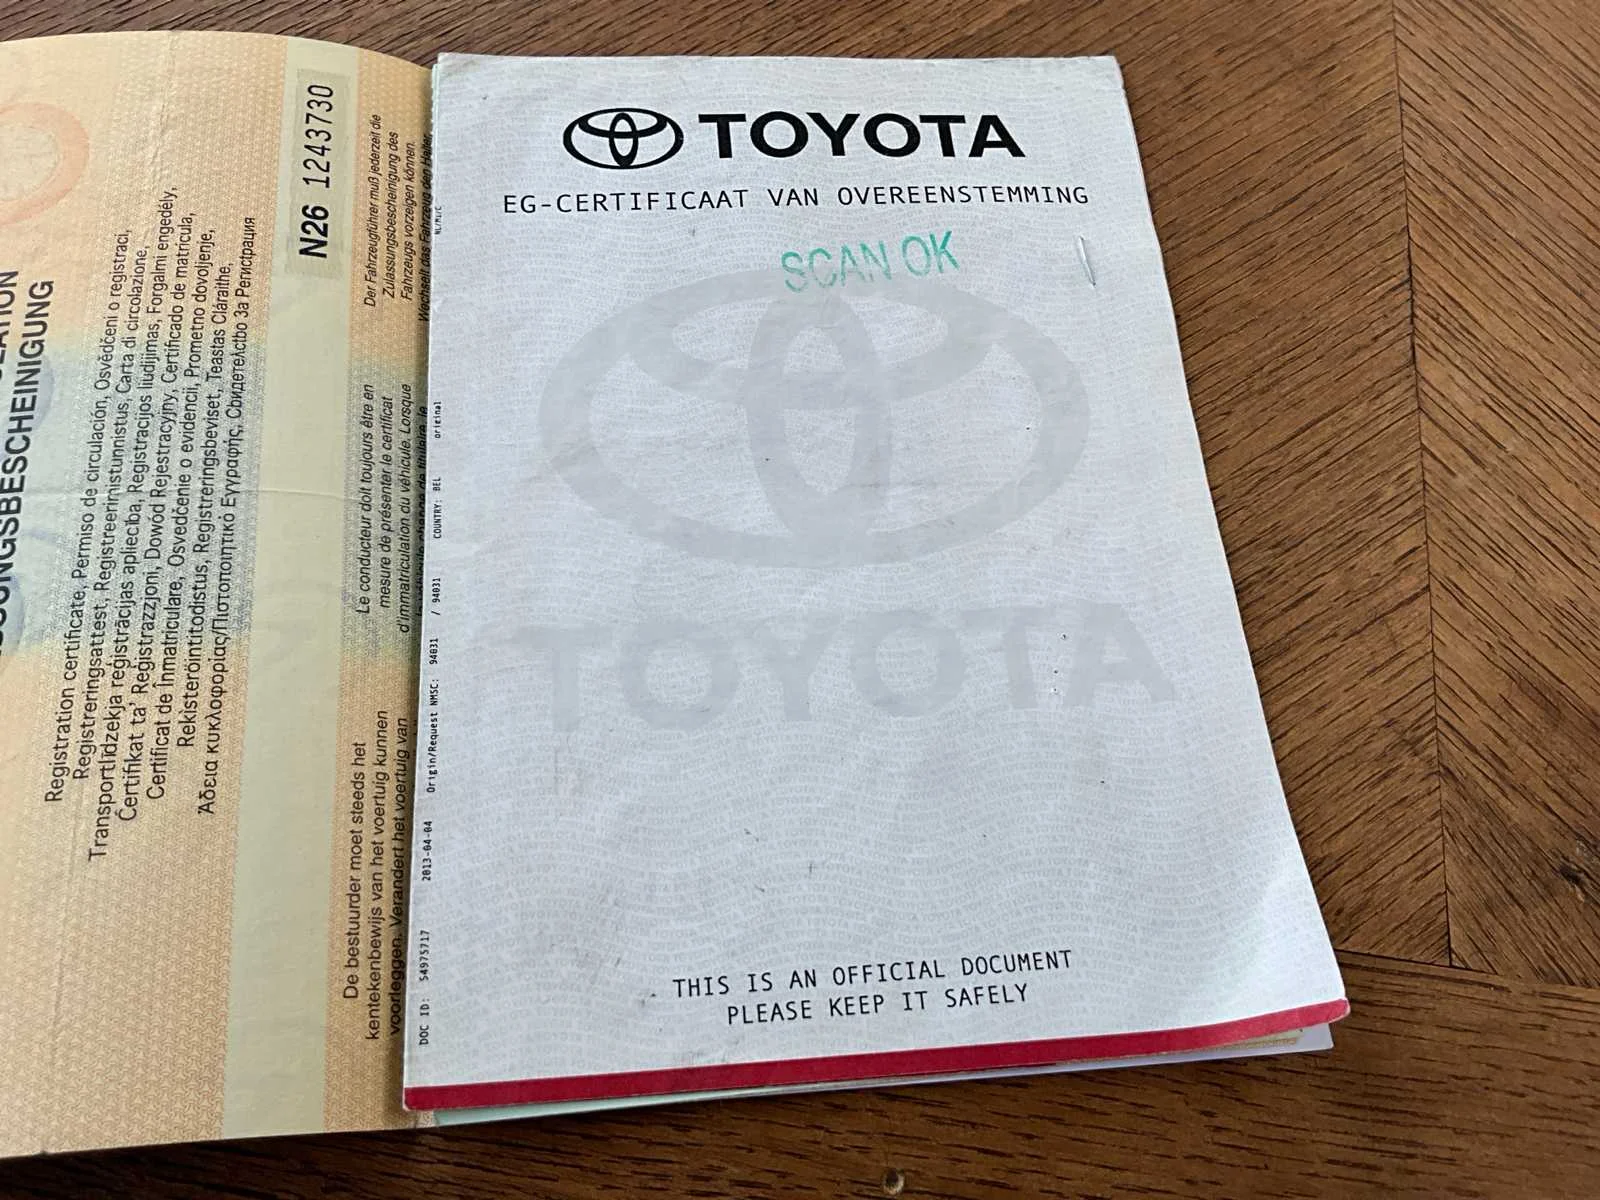 ZULASSUNGSBESCHEINIGUNG
Registration certificate, Permiso de circulación, Osvědčení o registraci,
Registreringsattest, Registreerimistunnistus, Carta di circolazione,
Transportlīdzekļa reģistrācijas apliecība, Registracijos liudijimas, Forgalmi engedély,
Ċertifikat ta' Reġistrazzjoni, Dowód Rejestracyjny, Certificado de matrícula,
Certificat de înmatriculare, Osvedčenie o evidencii, Prometno dovoljenje,
Rekisteröintitodistus, Registreringsbeviset, Teastas Cláraithe,
Άδεια κυκλοφορίας/Πιστοποιητικό Εγγραφής, Свидетелство За Регистрация
N26 1243730
Der Fahrzeugführer muß jederzeit die
Zulassungsbescheinigung des
Fahrzeugs vorzeigen können.
Wechselt das Fahrzeug den Halter,
Le conducteur doit toujours être en
mesure de présenter le certificat
d'immatriculation du véhicule. Lorsque
De bestuurder moet steeds het
kentekenbewijs van het voertuig kunnen
voorleggen. Verandert het voertuig van
DOC ID: 54975717 2013-04-04 Origin/Request NMSC: 94031 / 94031 COUNTRY: BEL original
TOYOTA
EG-CERTIFICAAT VAN OVEREENSTEMMING
SCAN OK
TOYOTA
THIS IS AN OFFICIAL DOCUMENT
PLEASE KEEP IT SAFELY